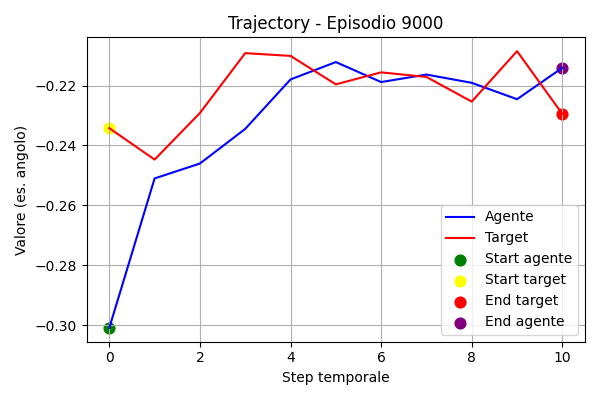 Trajectory - Episodio 9000
Valore (es. angolo)
−0.22
−0.24
−0.26
−0.28
−0.30
0
2
4
6
8
10
Step temporale
Agente
Target
Start agente
Start target
End target
End agente